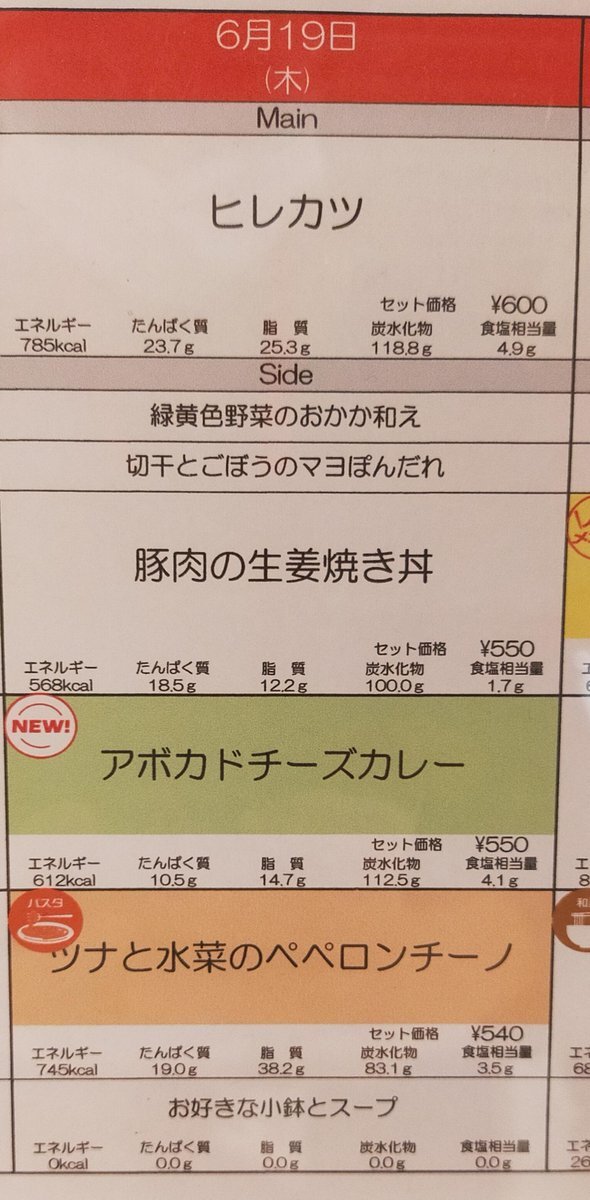 6月19日
(木)
Main
ヒレカツ
セット価格 ¥600
エネルギー たんぱく質 脂 質 炭水化物 食塩相当量
785kcal 23.7g 25.3g 118.8g 4.9g
Side
緑黄色野菜のおかか和え
切干とごぼうのマヨぽんだれ
豚肉の生姜焼き丼
セット価格 ¥550
エネルギー たんぱく質 脂 質 炭水化物 食塩相当量
568kcal 18.5g 12.2g 100.0g 1.7g
NEW!
アボカドチーズカレー
セット価格 ¥550
エネルギー たんぱく質 脂 質 炭水化物 食塩相当量
612kcal 10.5g 14.7g 112.5g 4.1g
パスタ
ツナと水菜のペペロンチーノ
セット価格 ¥540
エネルギー たんぱく質 脂 質 炭水化物 食塩相当量
745kcal 19.0g 38.2g 83.1g 3.5g
お好きな小鉢とスープ
エネルギー たんぱく質 脂 質 炭水化物 食塩相当量
0kcal 0.0g 0.0g 0.0g 0.0g